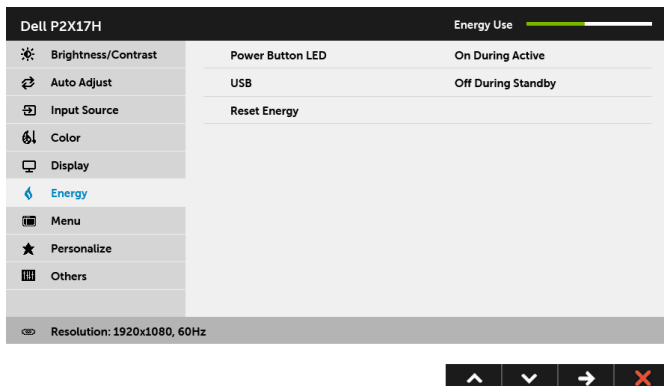 Dell P2X17H Energy Use
Brightness/Contrast Power Button LED On During Active
Auto Adjust USB Off During Standby
Input Source Reset Energy
Color
Display
Energy
Menu
Personalize
Others
Resolution: 1920x1080, 60Hz